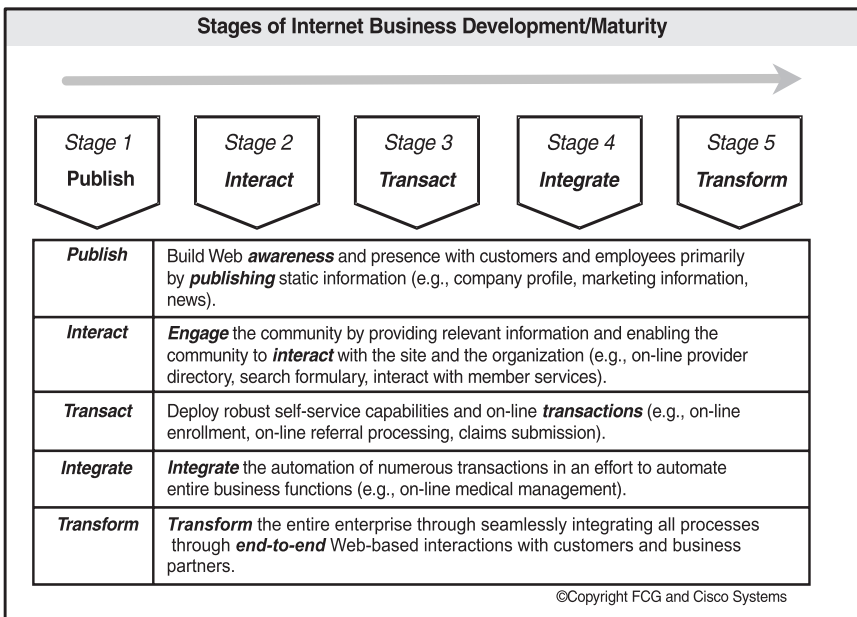 Stages of Internet Business Development/Maturity
Stage 1
Publish
Stage 2
Interact
Stage 3
Transact
Stage 4
Integrate
Stage 5
Transform
Publish
Build Web awareness and presence with customers and employees primarily
by publishing static information (e.g., company profile, marketing information,
news).
Interact
Engage the community by providing relevant information and enabling the
community to interact with the site and the organization (e.g., on-line provider
directory, search formulary, interact with member services).
Transact
Deploy robust self-service capabilities and on-line transactions (e.g., on-line
enrollment, on-line referral processing, claims submission).
Integrate
Integrate the automation of numerous transactions in an effort to automate
entire business functions (e.g., on-line medical management).
Transform
Transform the entire enterprise through seamlessly integrating all processes
through end-to-end Web-based interactions with customers and business
partners.
©Copyright FCG and Cisco Systems